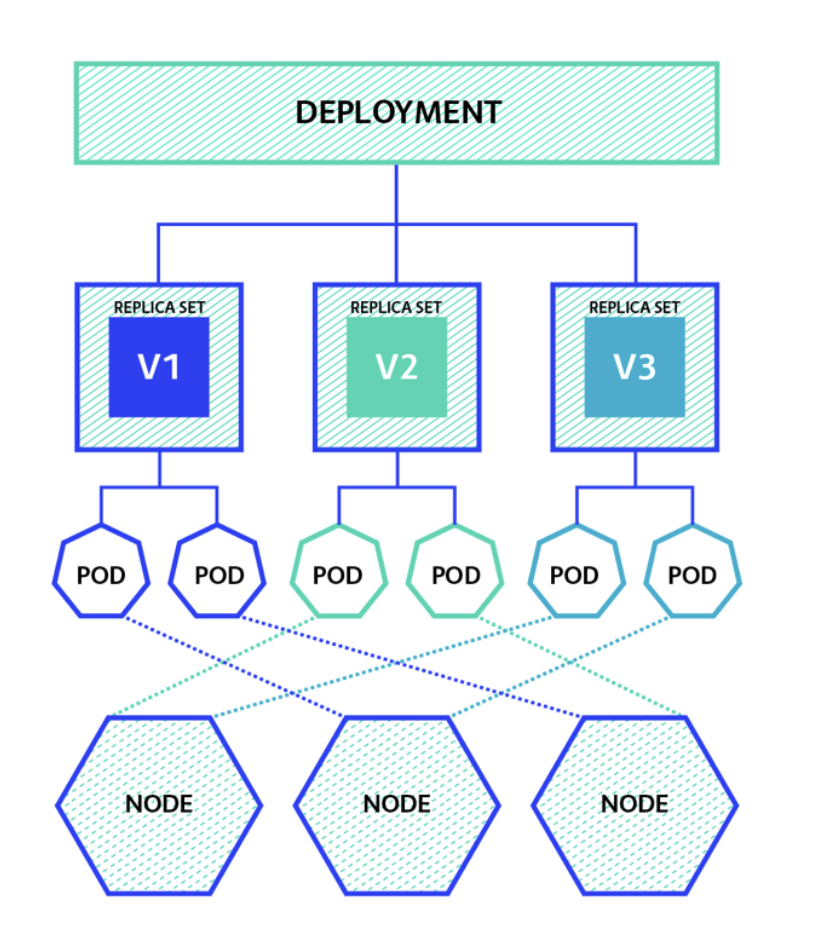 DEPLOYMENT
REPLICA SET
V1
REPLICA SET
V2
REPLICA SET
V3
POD
POD
POD
POD
POD
POD
NODE
NODE
NODE